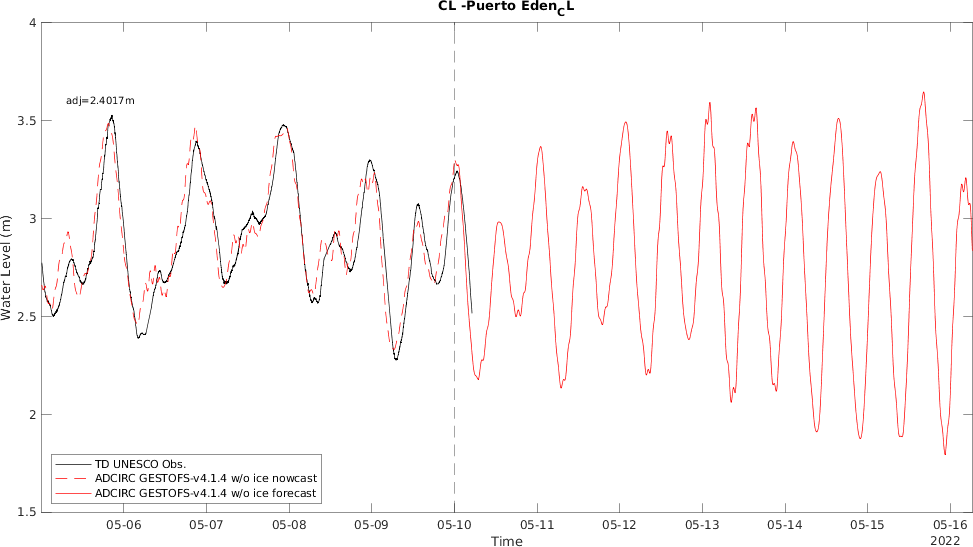 CL -Puerto Eden_CL
4
3.5
3
2.5
2
1.5
Water Level (m)
adj=2.4017m
TD UNESCO Obs.
ADCIRC GESTOFS-v4.1.4 w/o ice nowcast
ADCIRC GESTOFS-v4.1.4 w/o ice forecast
05-06 05-07 05-08 05-09 05-10 05-11 05-12 05-13 05-14 05-15 05-16
Time
2022